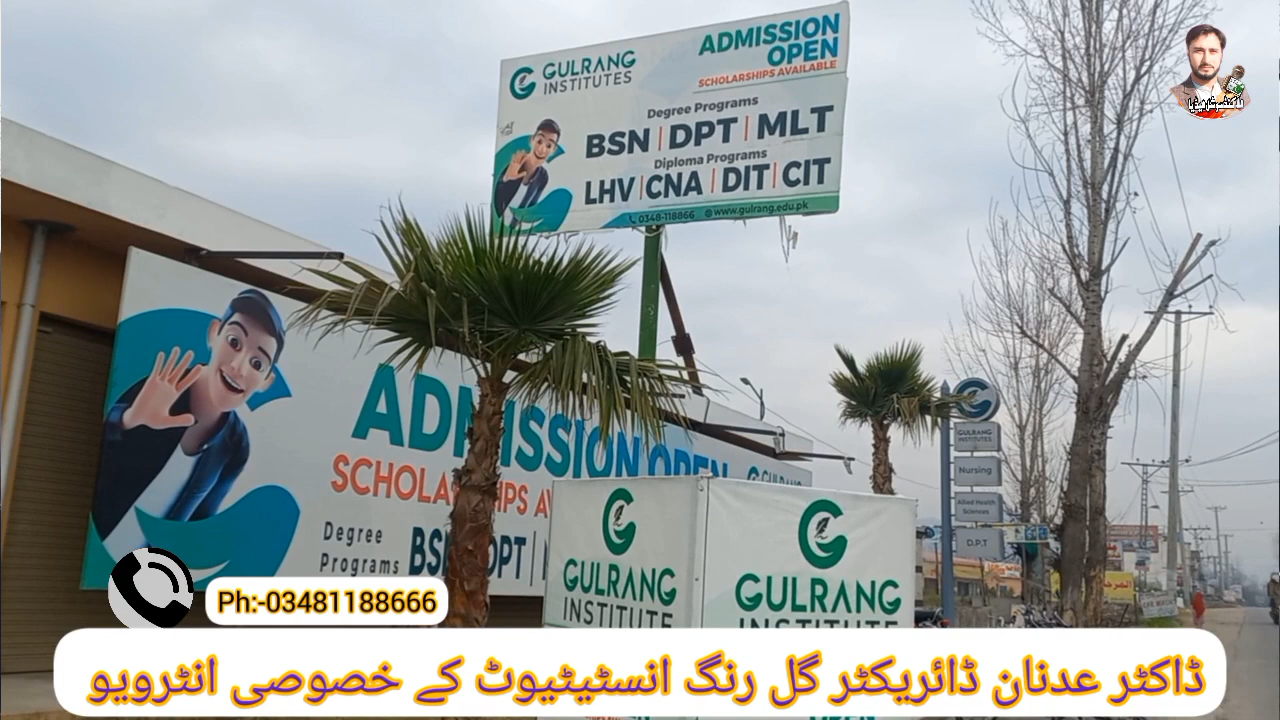 GULRANG
INSTITUTES
ADMISSION
OPEN
SCHOLARSHIPS AVAILABLE
Degree Programs
BSN | DPT | MLT
Diploma Programs
LHV | CNA | DIT | CIT
0348-118866 www.gulrang.edu.pk
ADMISSION OPEN
SCHOLARSHIPS
Degree
Programs
DPT
GULRANG
INSTITUTES
Nursing
Allied Health
Sciences
D.P.T
GULRANG
INSTITUTE
GULRANG
INSTITUTE
Ph:-03481188666
ڈاکٹر عدنان ڈائریکٹر گل رنگ انسٹیٹیوٹ کے خصوصی انٹرویو